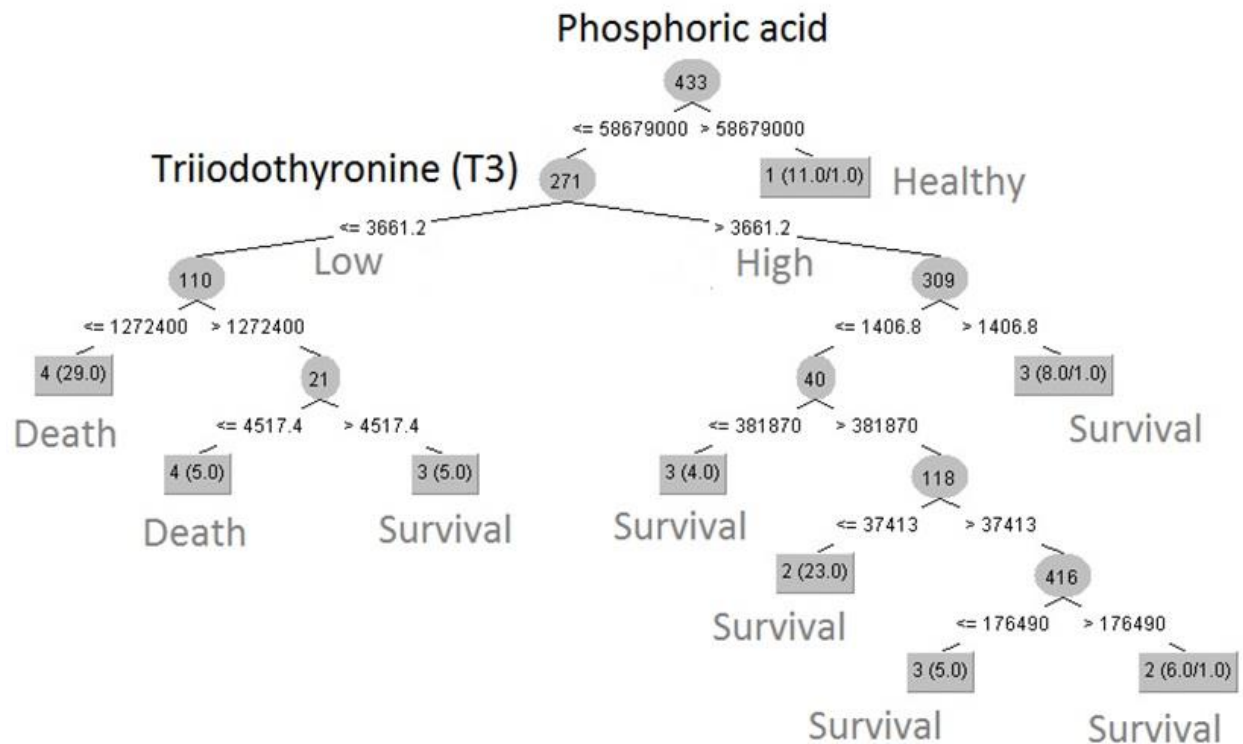 Phosphoric acid
433
<= 58679000 > 58679000
Triiodothyronine (T3)
271
1 (11.0/1.0)
Healthy
<= 3661.2
> 3661.2
Low
High
110
309
<= 1272400 > 1272400
<= 1406.8 > 1406.8
4 (29.0)
21
40
3 (8.0/1.0)
Death
<= 4517.4 > 4517.4
<= 381870 > 381870
Survival
4 (5.0)
3 (5.0)
3 (4.0)
118
Death
Survival
Survival
<= 37413 > 37413
2 (23.0)
416
Survival
<= 176490 > 176490
3 (5.0)
2 (6.0/1.0)
Survival
Survival